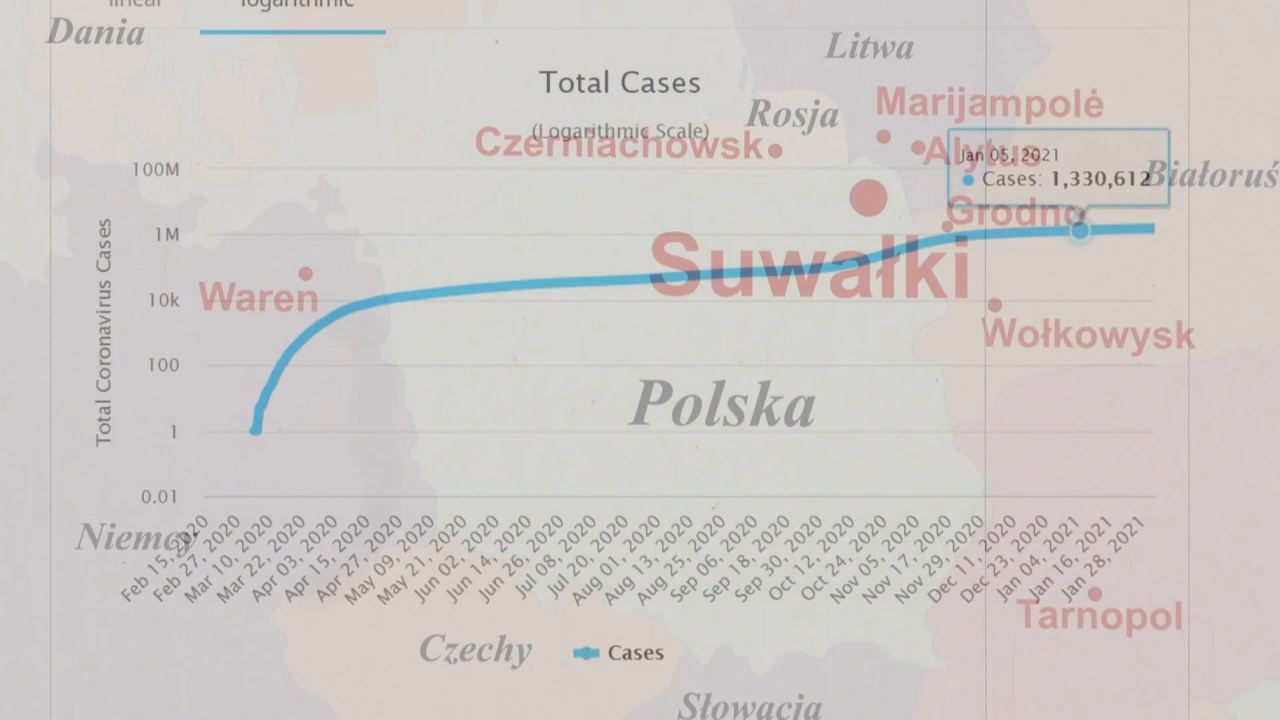 linear
logarithmic
Dania
Litwa
Total Cases
Marijampolė
Rosja
(Logarithmic Scale)
Czerniachowsk
Alytus
Jan 05, 2021
Cases: 1,330,612
Białoruś
100M
Grodno
1M
Suwałki
Waren
10k
Wołkowysk
100
Polska
Total Coronavirus Cases
1
0.01
Niemcy
Feb 15, 2020
Feb 27, 2020
Mar 10, 2020
Mar 22, 2020
Apr 03, 2020
Apr 15, 2020
Apr 27, 2020
May 09, 2020
May 21, 2020
Jun 02, 2020
Jun 14, 2020
Jun 26, 2020
Jul 08, 2020
Jul 20, 2020
Aug 01, 2020
Aug 13, 2020
Aug 25, 2020
Sep 06, 2020
Sep 18, 2020
Sep 30, 2020
Oct 12, 2020
Oct 24, 2020
Nov 05, 2020
Nov 17, 2020
Nov 29, 2020
Dec 11, 2020
Dec 23, 2020
Jan 04, 2021
Jan 16, 2021
Jan 28, 2021
Tarnopol
Czechy
Cases
Słowacja